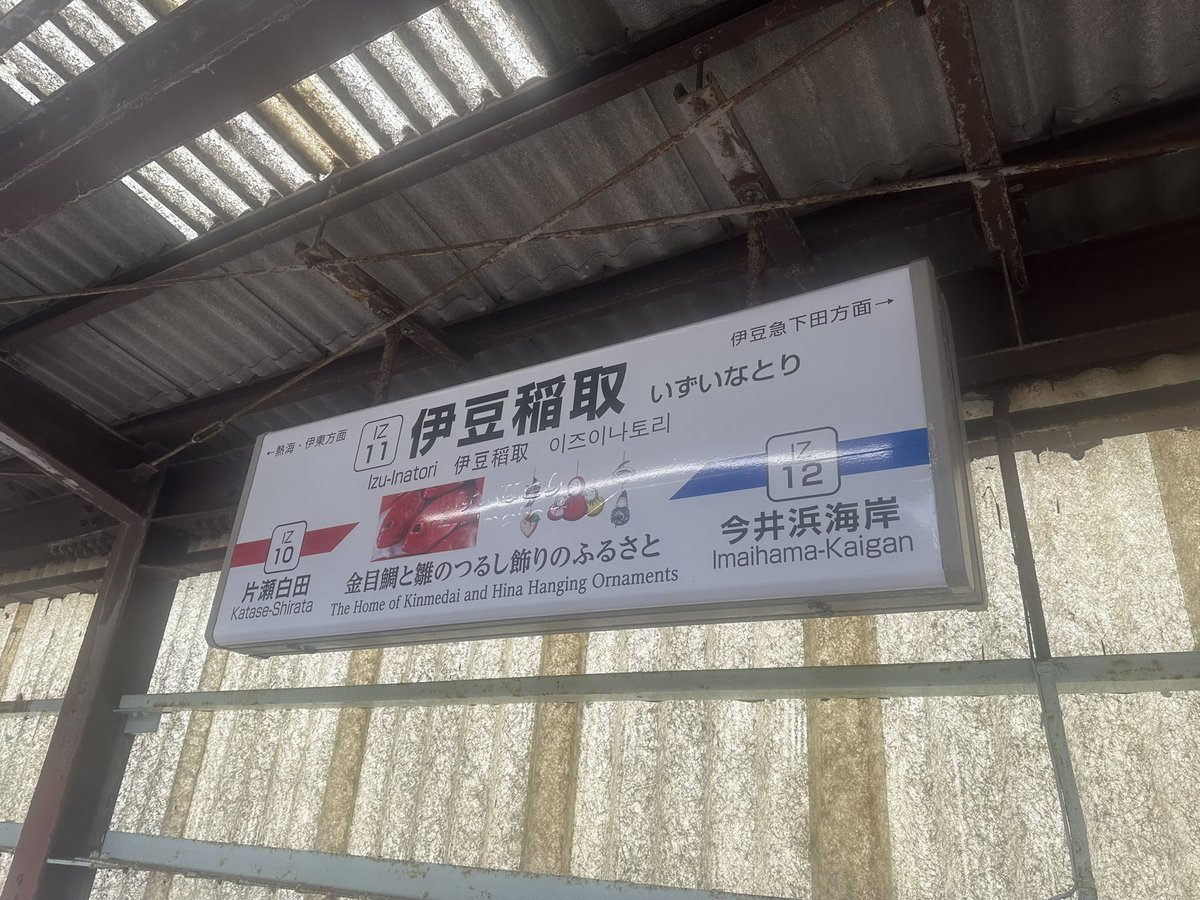 ←熱海・伊東方面
伊豆急下田方面→
IZ
11
伊豆稲取 いずいなとり
Izu-Inatori 伊豆稲取 이즈이나토리
IZ
10
片瀬白田
Katase-Shirata
金目鯛と雛のつるし飾りのふるさと
The Home of Kinmedai and Hina Hanging Ornaments
IZ
12
今井浜海岸
Imaihama-Kaigan